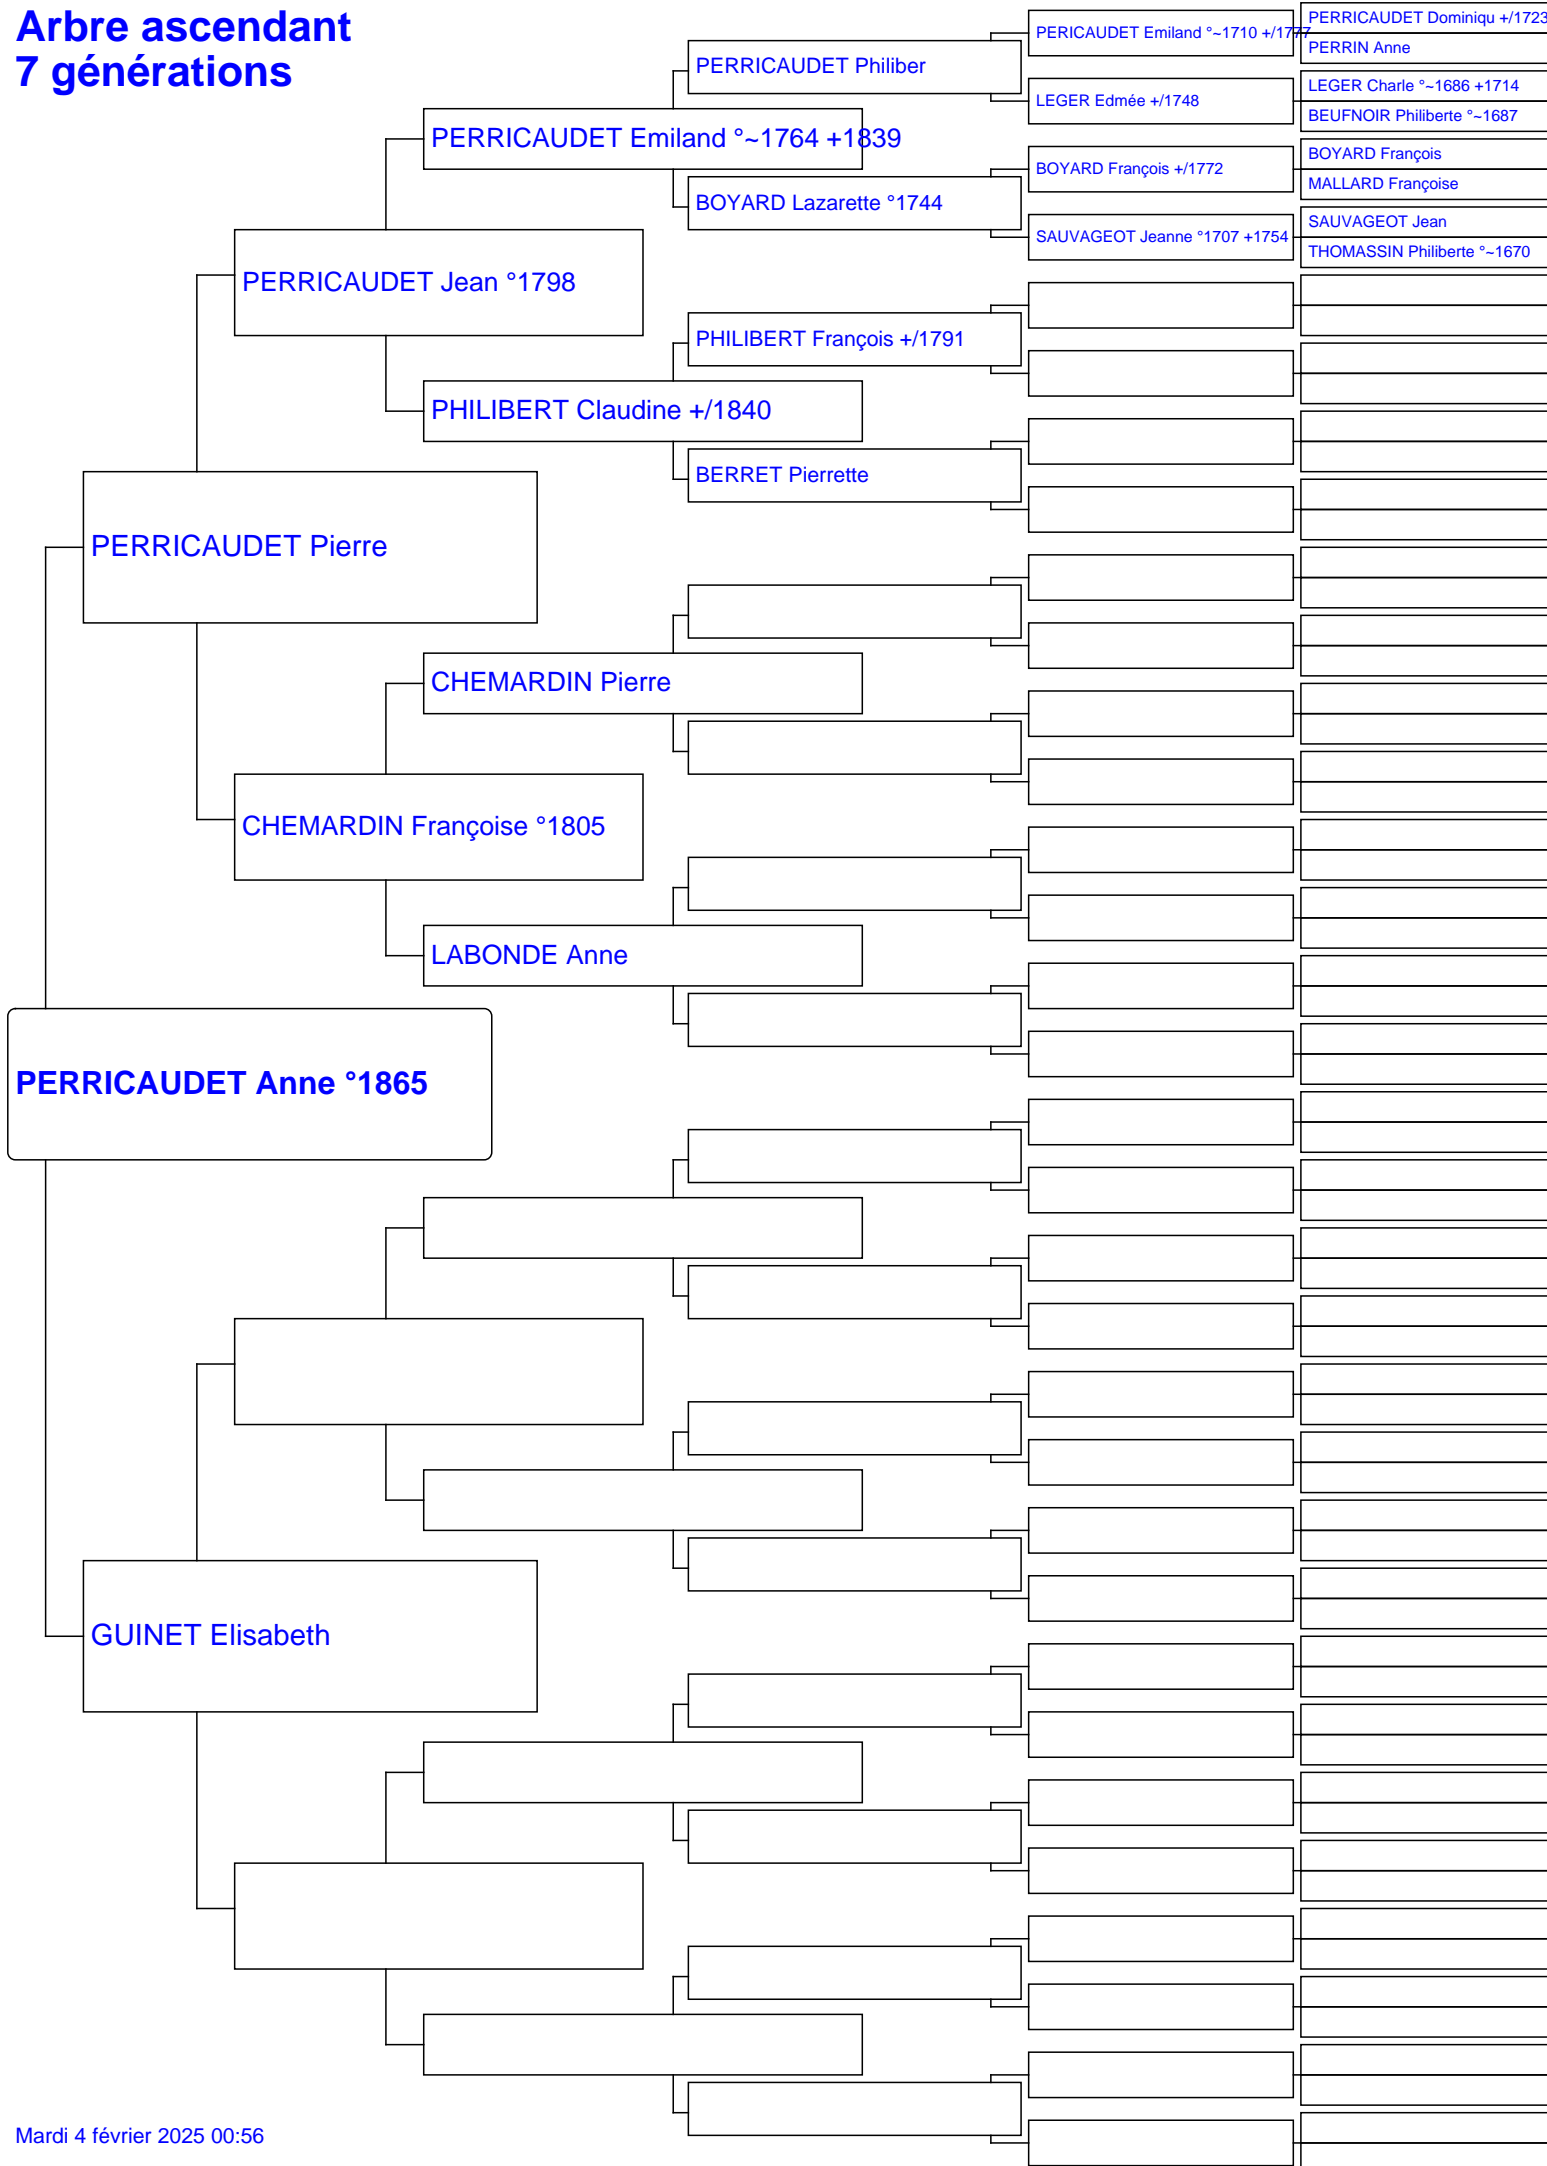 Arbre ascendant
7 générations
PERRICAUDET Dominiqu +/1723
PERICAUDET Emiland °~1710 +/1777
PERRIN Anne
PERRICAUDET Philiber
LEGER Charle °~1686 +1714
LEGER Edmée +/1748
BEUFNOIR Philiberte °~1687
PERRICAUDET Emiland °~1764 +1839
BOYARD François
BOYARD François +/1772
MALLARD Françoise
BOYARD Lazarette °1744
SAUVAGEOT Jean
SAUVAGEOT Jeanne °1707 +1754
THOMASSIN Philiberte °~1670
PERRICAUDET Jean °1798
PHILIBERT François +/1791
PHILIBERT Claudine +/1840
BERRET Pierrette
PERRICAUDET Pierre
CHEMARDIN Pierre
CHEMARDIN Françoise °1805
LABONDE Anne
PERRICAUDET Anne °1865
GUINET Elisabeth
Mardi 4 février 2025 00:56